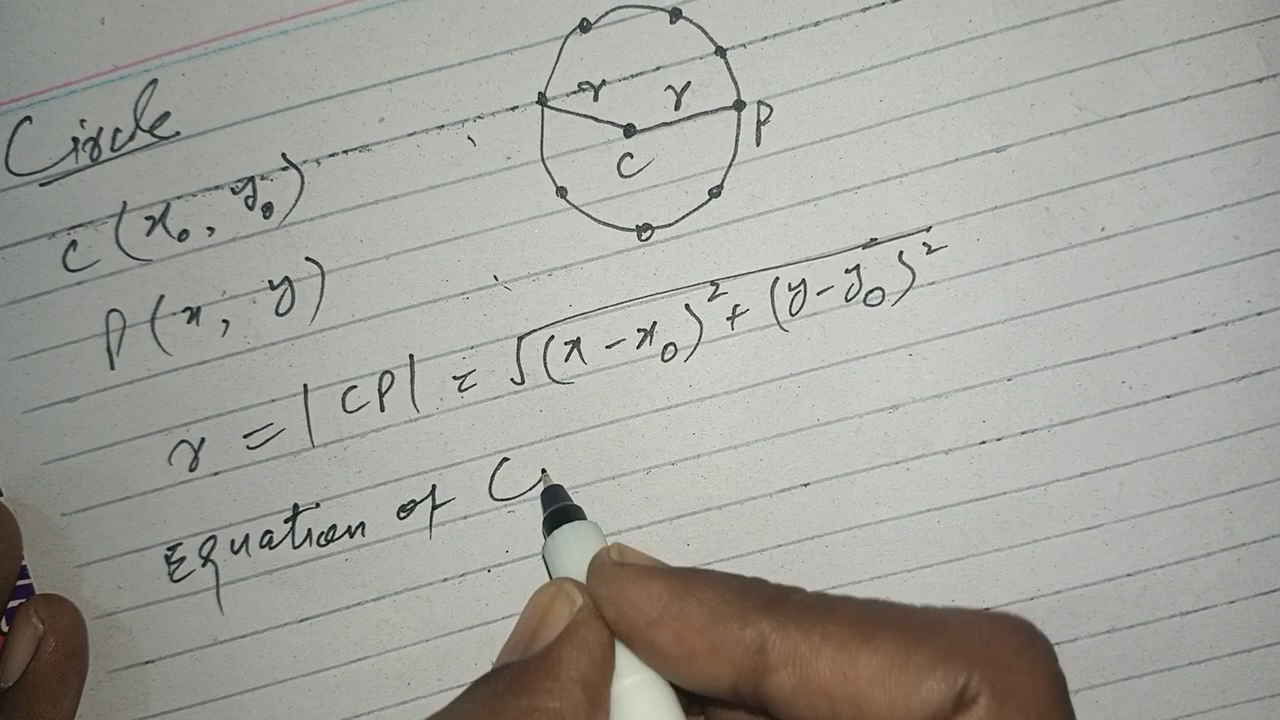 Circle
r r
P
C
C (x₀, y₀)
P (x, y)
r = |CP| = √(x - x₀)² + (y - y₀)²
Equation of C